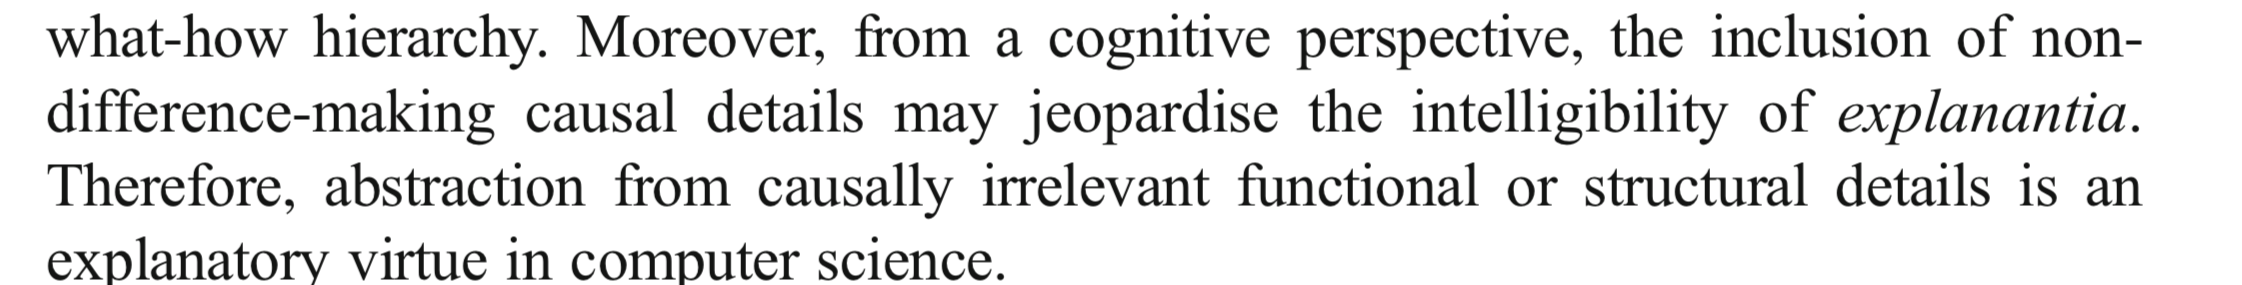 what-how hierarchy. Moreover, from a cognitive perspective, the inclusion of non-
difference-making causal details may jeopardise the intelligibility of explanantia.
Therefore, abstraction from causally irrelevant functional or structural details is an
explanatory virtue in computer science.